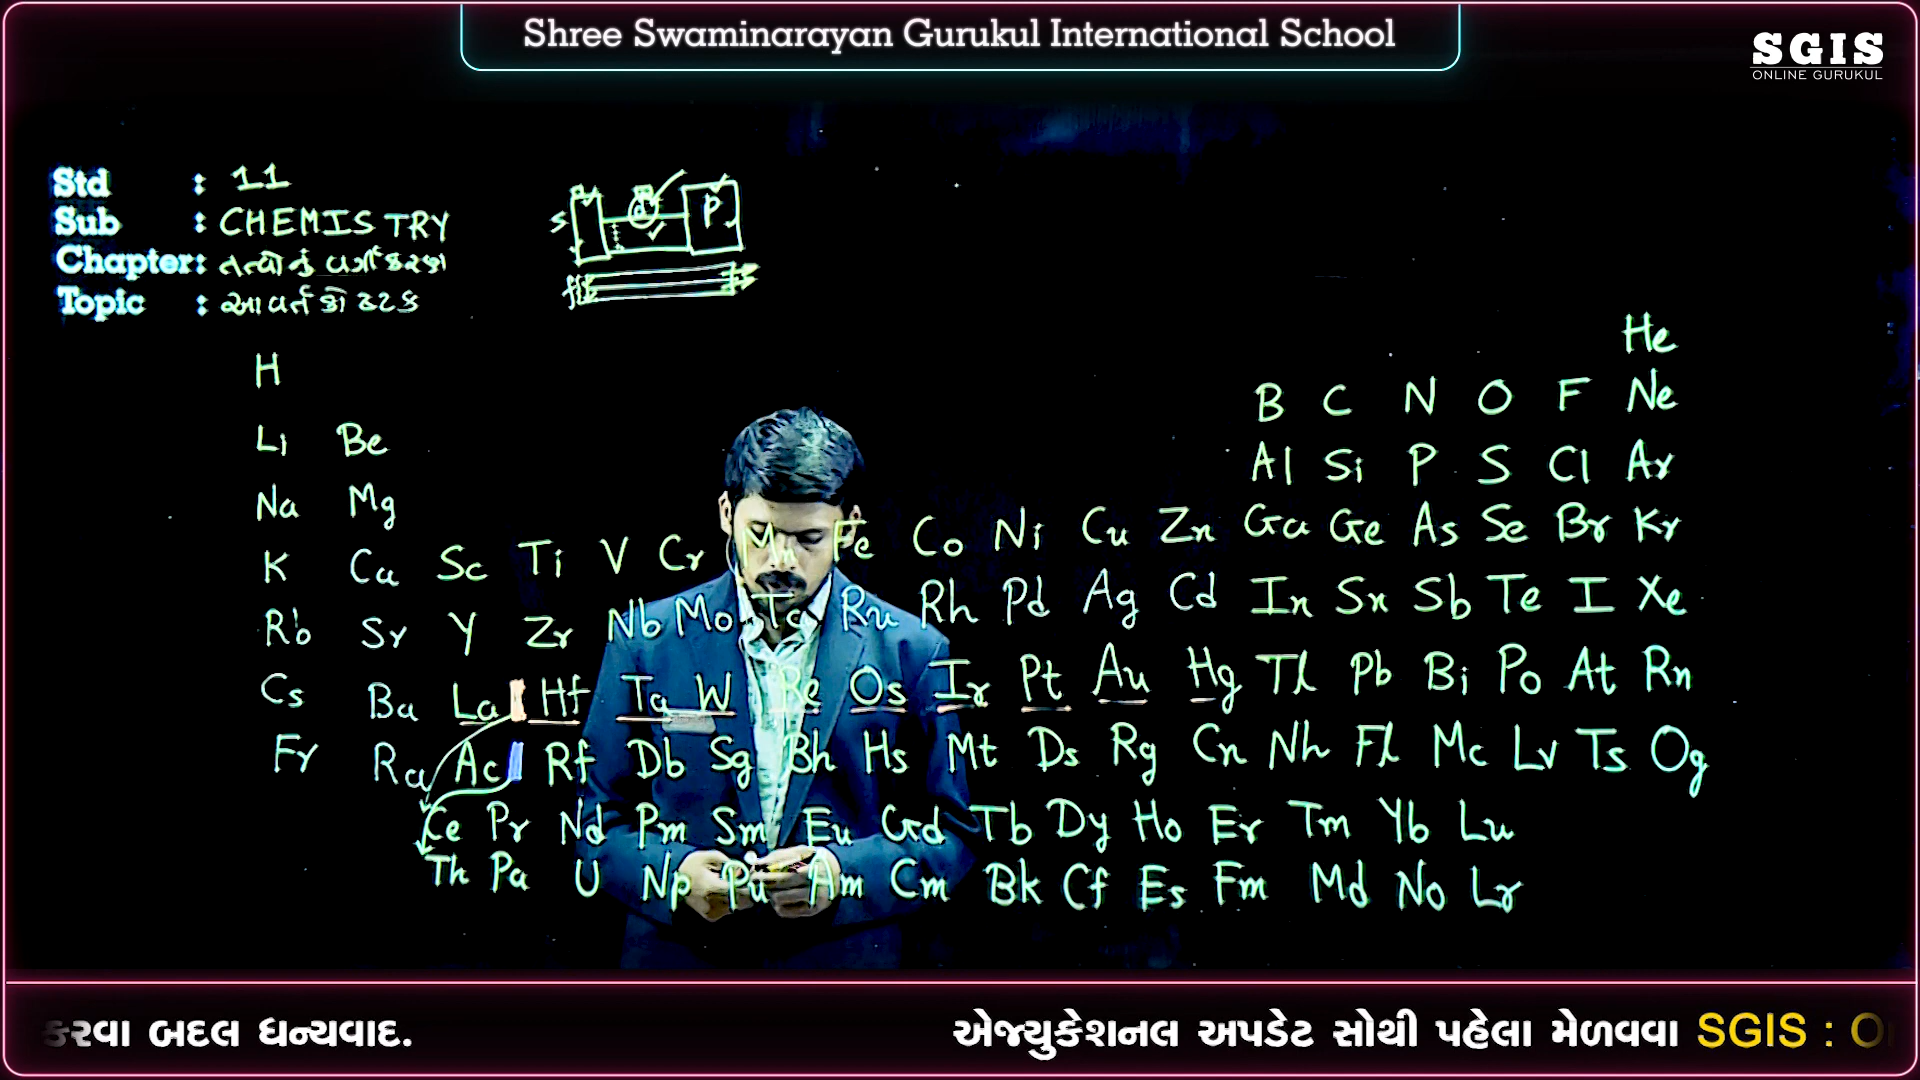 Shree Swaminarayan Gurukul International School
SGIS
ONLINE GURUKUL
Std : 11
Sub : CHEMISTRY
Chapter: તત્વોનું વર્ગીકરણ
Topic : આવર્ત કોષ્ટક
S d P
f
He
H
B C N O F Ne
Li Be
Al Si P S Cl Ar
Na Mg
K Ca Sc Ti V Cr Mn Fe Co Ni Cu Zn Ga Ge As Se Br Kr
Rb Sr Y Zr Nb Mo Tc Ru Rh Pd Ag Cd In Sn Sb Te I Xe
Cs Ba La Hf Ta W Re Os Ir Pt Au Hg Tl Pb Bi Po At Rn
Fr Ra Ac Rf Db Sg Bh Hs Mt Ds Rg Cn Nh Fl Mc Lv Ts Og
Ce Pr Nd Pm Sm Eu Gd Tb Dy Ho Er Tm Yb Lu
Th Pa U Np Pu Am Cm Bk Cf Es Fm Md No Lr
કરવા બદલ ધન્યવાદ. એજ્યુકેશનલ અપડેટ સૌથી પહેલા મેળવવા SGIS : O